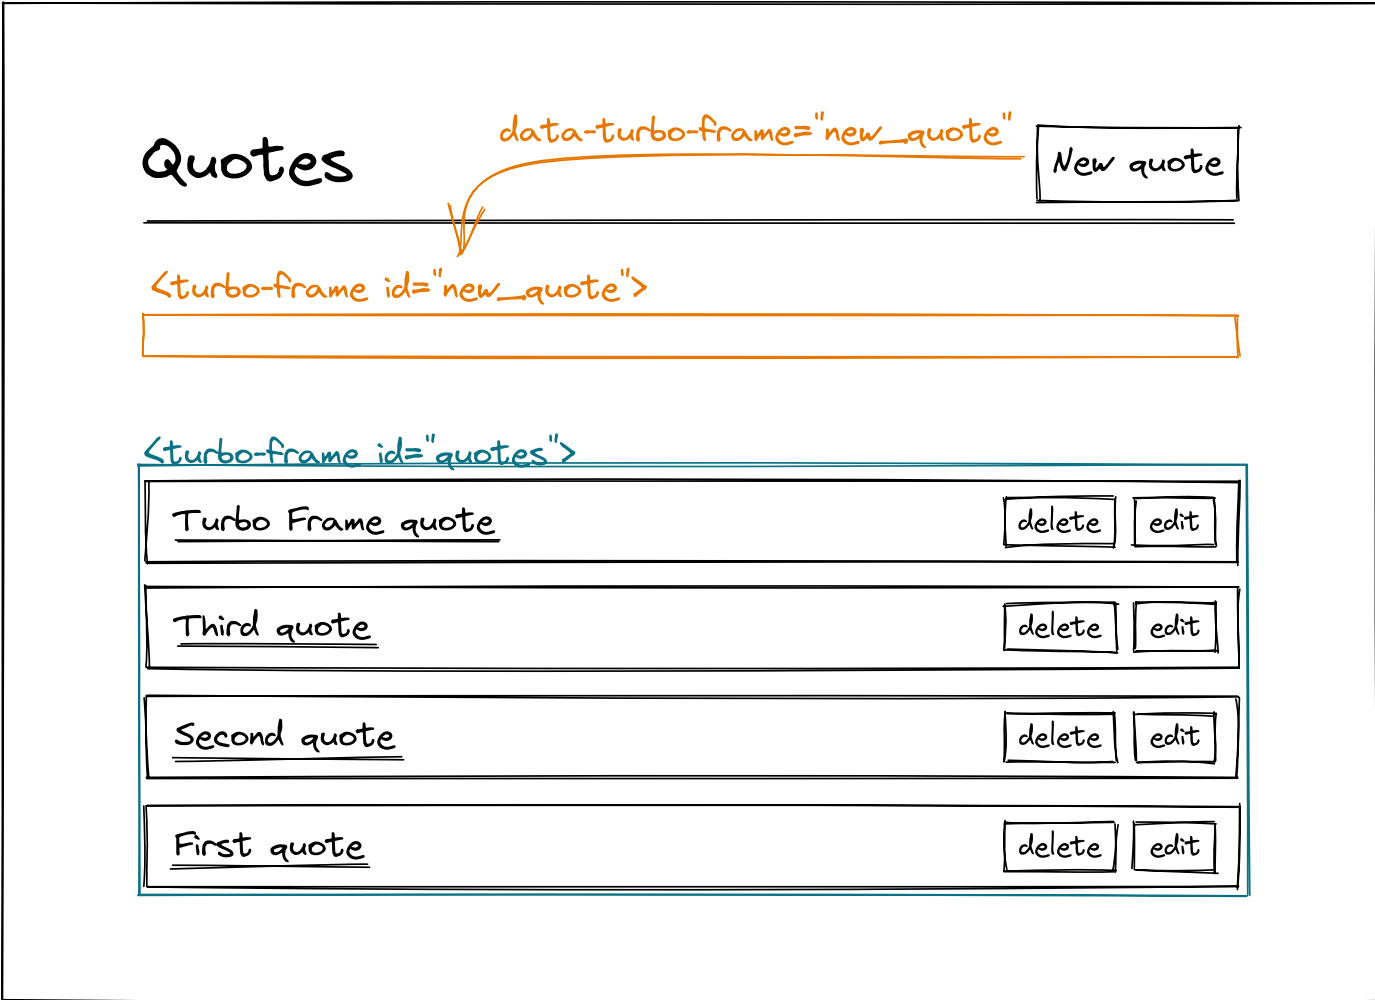 data-turbo-frame="new_quote"
Quotes
New quote
<turbo-frame id="new_quote">
<turbo-frame id="quotes">
Turbo Frame quote delete edit
Third quote delete edit
Second quote delete edit
First quote delete edit